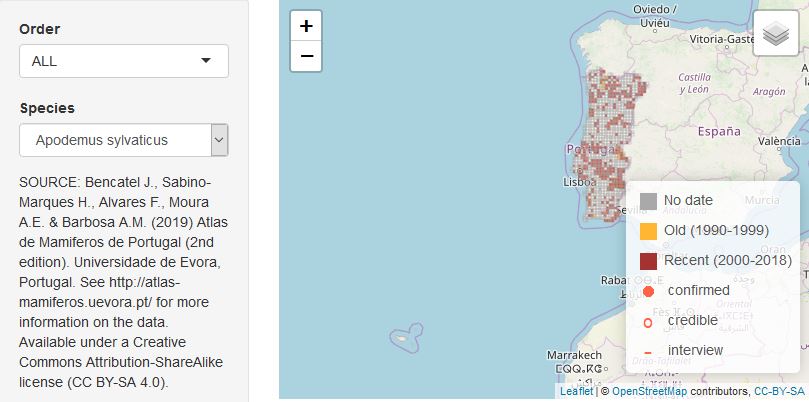 Order
ALL
Species
Apodemus sylvaticus
SOURCE: Bencatel J., Sabino-
Marques H., Alvares F., Moura
A.E. & Barbosa A.M. (2019) Atlas
de Mamiferos de Portugal (2nd
edition). Universidade de Evora,
Portugal. See http://atlas-
mamiferos.uevora.pt/ for more
information on the data.
Available under a Creative
Commons Attribution-ShareAlike
license (CC BY-SA 4.0).
+
−
Oviedo /
Uviéu
Vitoria-Gaste
Castilla
y León
Aragón
España
Portugal
València
Lisboa
Sevilla
Murcia
No date
Old (1990-1999)
Recent (2000-2018)
confirmed
credible
interview
Rabat
Marrakech
ⵎⵕⵕⴰⴽⵛ
Leaflet | © OpenStreetMap contributors, CC-BY-SA